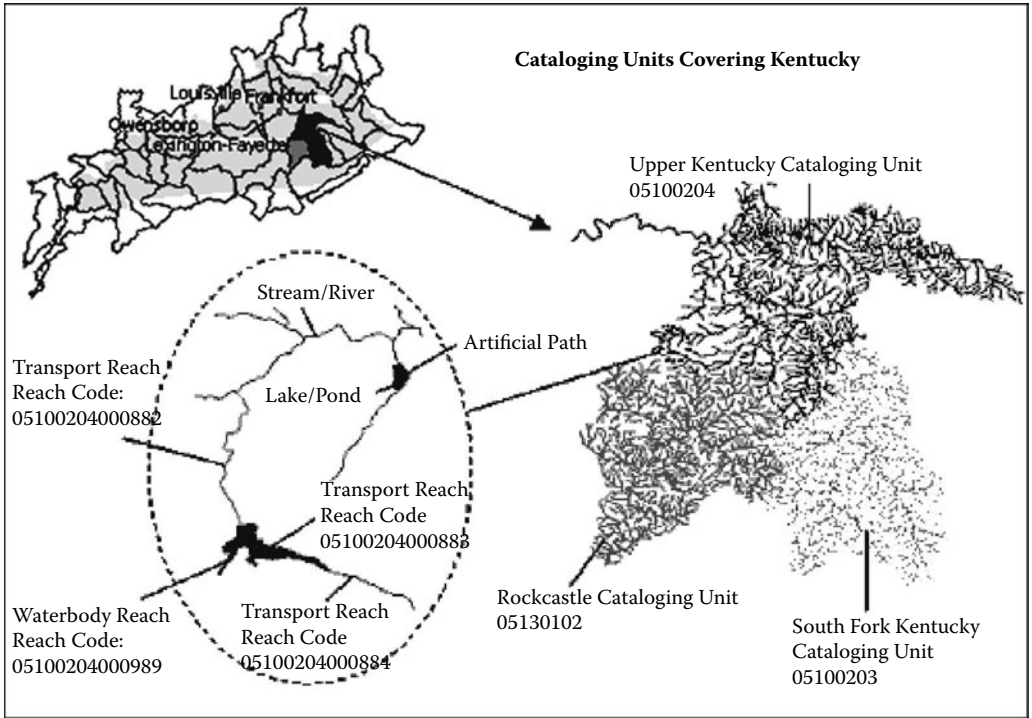 Cataloging Units Covering Kentucky
Louisville
Frankfort
Owensboro
Lexington-Fayette
Upper Kentucky Cataloging Unit
05100204
Stream/River
Artificial Path
Lake/Pond
Transport Reach
Reach Code:
05100204000882
Transport Reach
Reach Code
05100204000883
Waterbody Reach
Reach Code:
05100204000989
Transport Reach
Reach Code
05100204000884
Rockcastle Cataloging Unit
05130102
South Fork Kentucky
Cataloging Unit
05100203